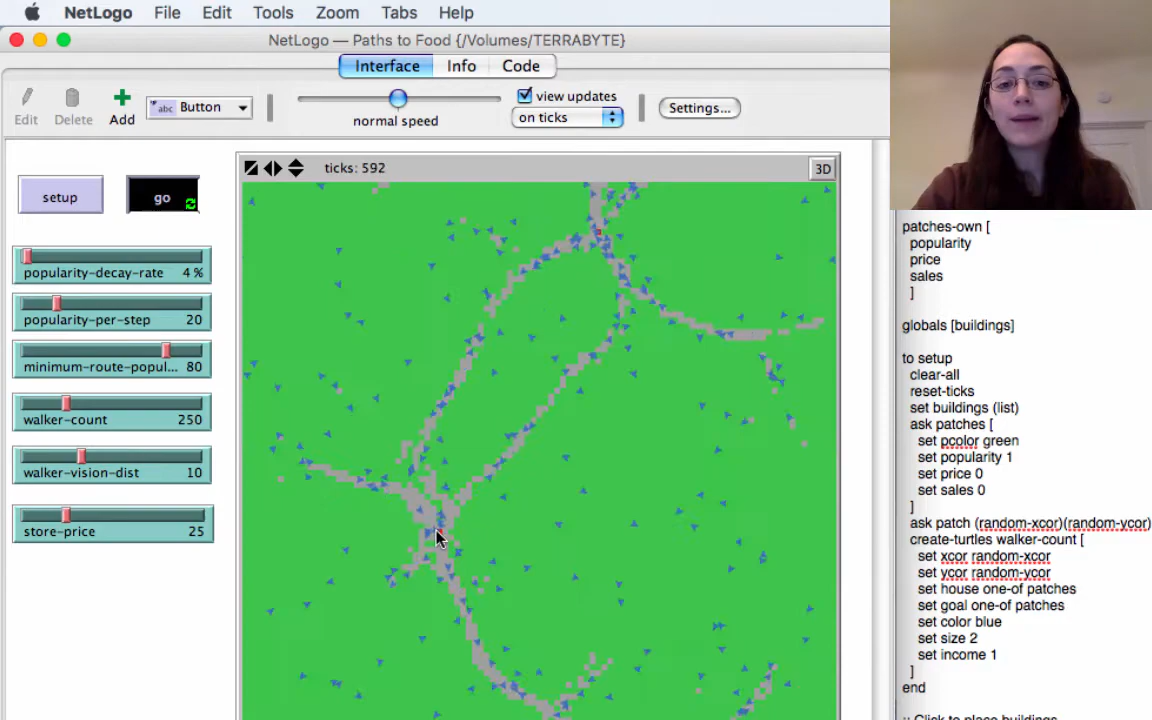 NetLogo File Edit Tools Zoom Tabs Help
NetLogo — Paths to Food {/Volumes/TERRABYTE}
Interface Info Code
Edit Delete Add abc Button normal speed view updates on ticks Settings...
ticks: 592 3D
setup go
popularity-decay-rate 4 %
popularity-per-step 20
minimum-route-popul... 80
walker-count 250
walker-vision-dist 10
store-price 25
patches-own [
popularity
price
sales
]
globals [buildings]
to setup
clear-all
reset-ticks
set buildings (list)
ask patches [
set pcolor green
set popularity 1
set price 0
set sales 0
]
ask patch (random-xcor)(random-ycor)
create-turtles walker-count [
set xcor random-xcor
set ycor random-ycor
set house one-of patches
set goal one-of patches
set color blue
set size 2
set income 1
]
end
:: Click to place buildings